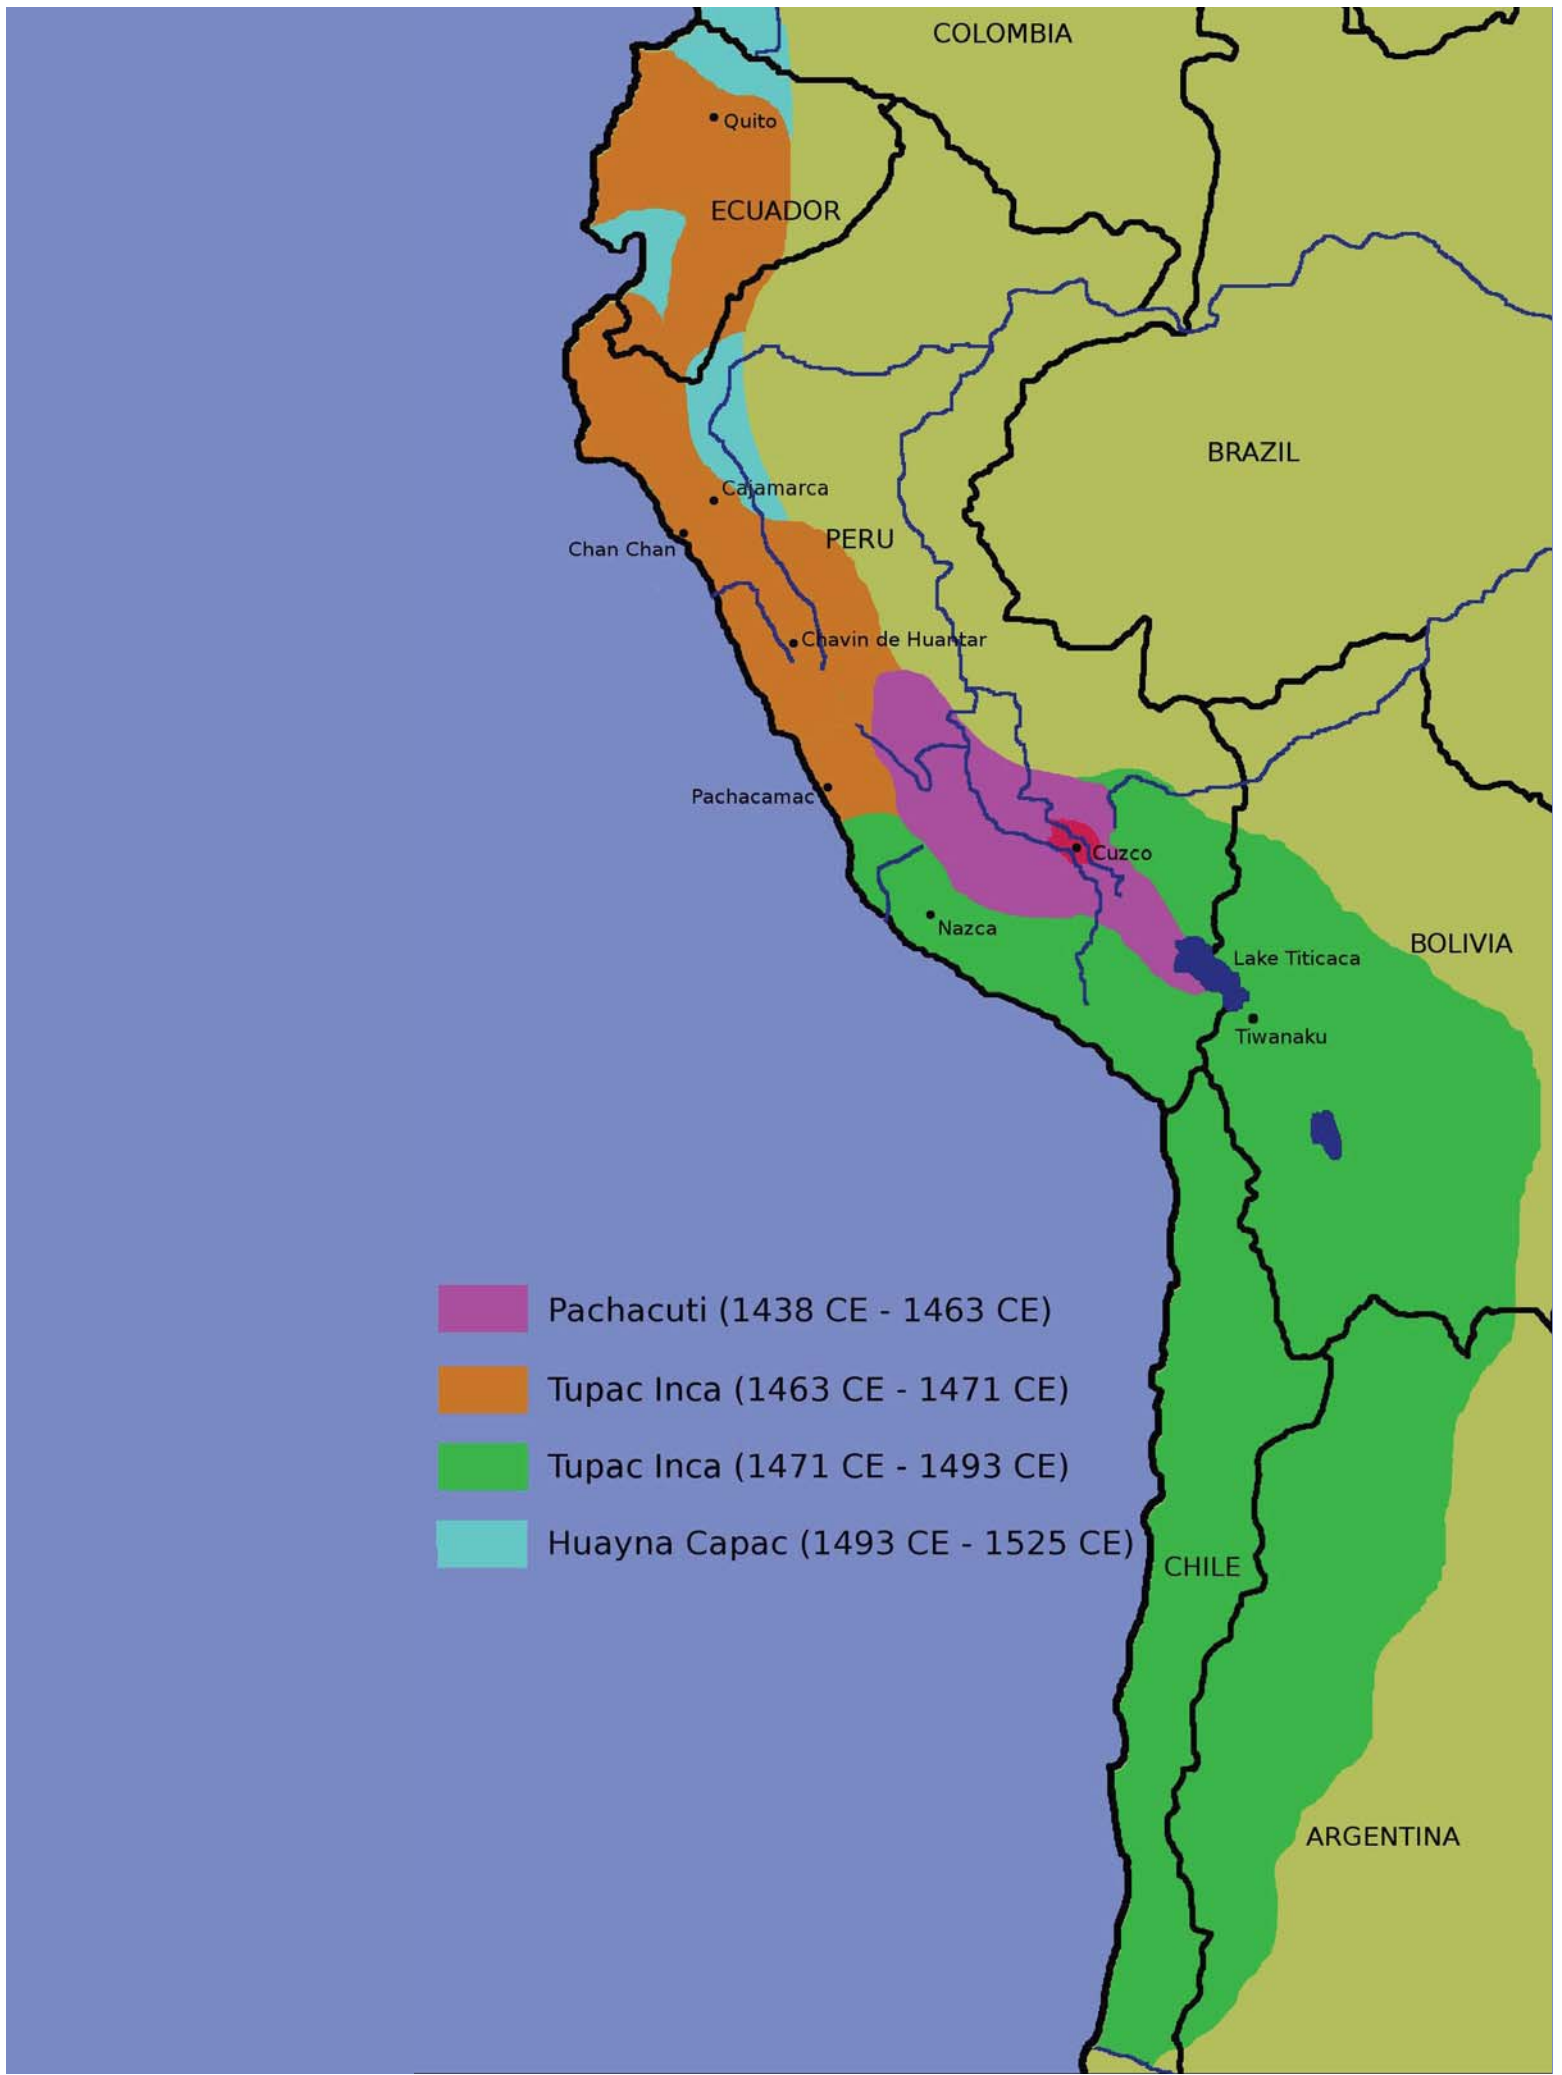 COLOMBIA
Quito
ECUADOR
BRAZIL
Cajamarca
PERU
Chan Chan
Chavin de Huantar
Pachacamac
Cuzco
Nazca
BOLIVIA
Lake Titicaca
Tiwanaku
Pachacuti (1438 CE - 1463 CE)
Tupac Inca (1463 CE - 1471 CE)
Tupac Inca (1471 CE - 1493 CE)
Huayna Capac (1493 CE - 1525 CE)
CHILE
ARGENTINA